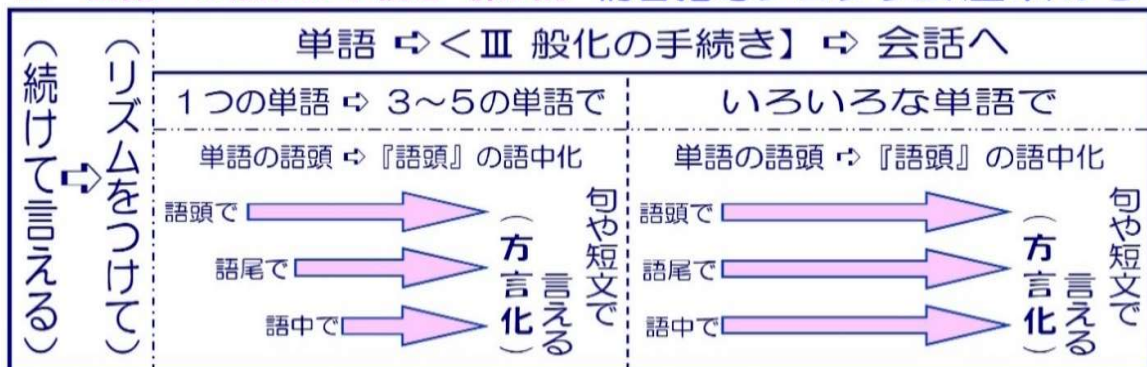 (続けて言える)
⇨
(リズムをつけて)
単語 ⇨ <Ⅲ 般化の手続き】 ⇨ 会話へ
1つの単語 ⇨ 3~5の単語で
単語の語頭 ⇨ 『語頭』の語中化
語頭で
語尾で
語中で
句や短文で
言える
(方言化)
いろいろな単語で
単語の語頭 ⇨ 『語頭』の語中化
語頭で
語尾で
語中で
句や短文で
言える
(方言化)